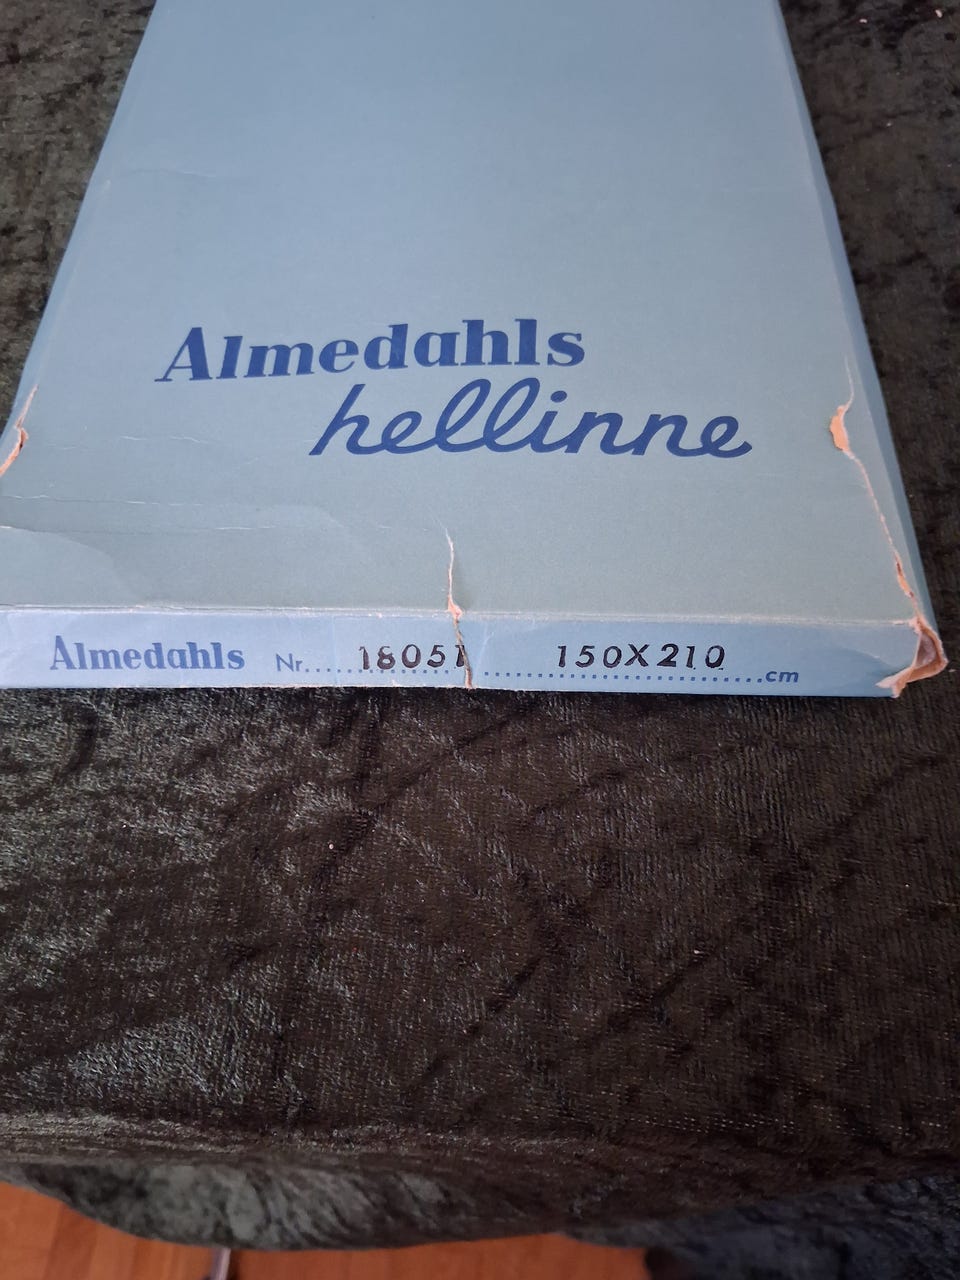 Almedahls
hellinne
Almedahls Nr..... 18051 ..... 150X210 .....cm